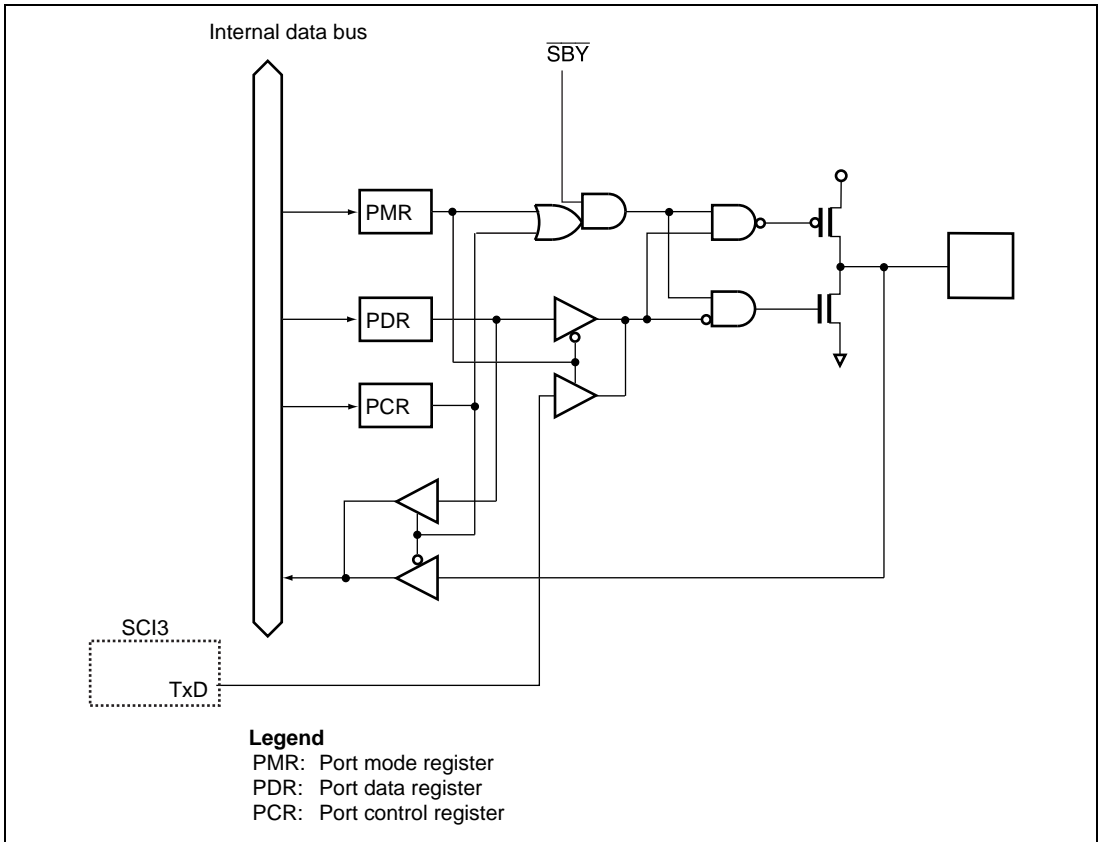 Internal data bus
SBY
PMR
PDR
PCR
SCI3
TxD
Legend
PMR: Port mode register
PDR: Port data register
PCR: Port control register